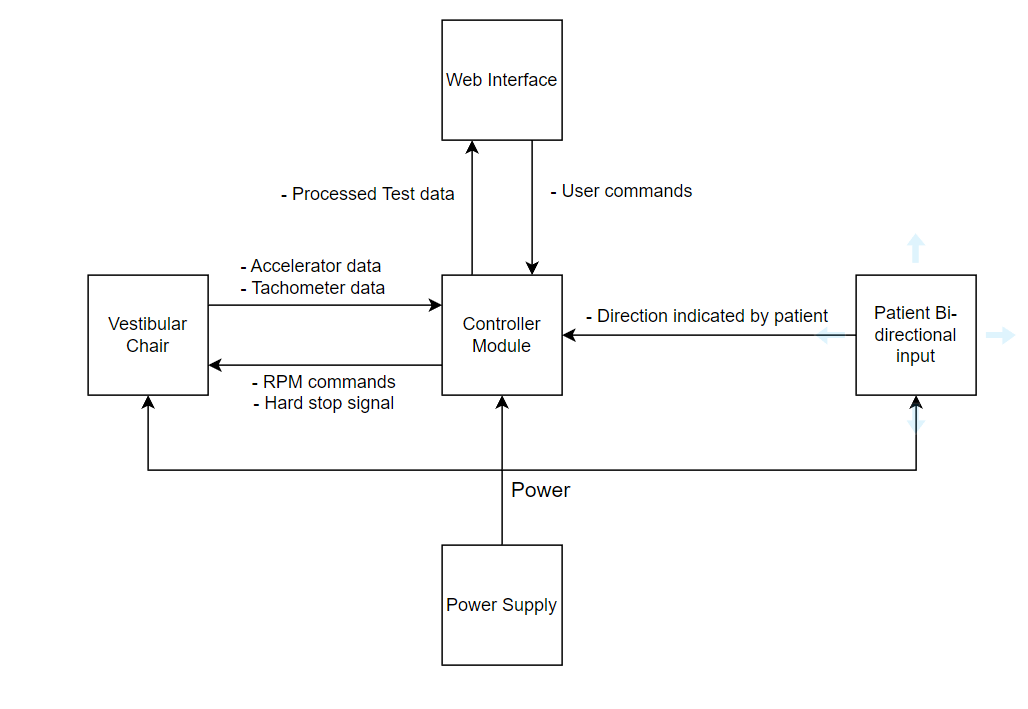 Web Interface
- Processed Test data
- User commands
- Accelerator data
- Tachometer data
Vestibular
Chair
Controller
Module
- Direction indicated by patient
Patient Bi-
directional
input
- RPM commands
- Hard stop signal
Power
Power Supply